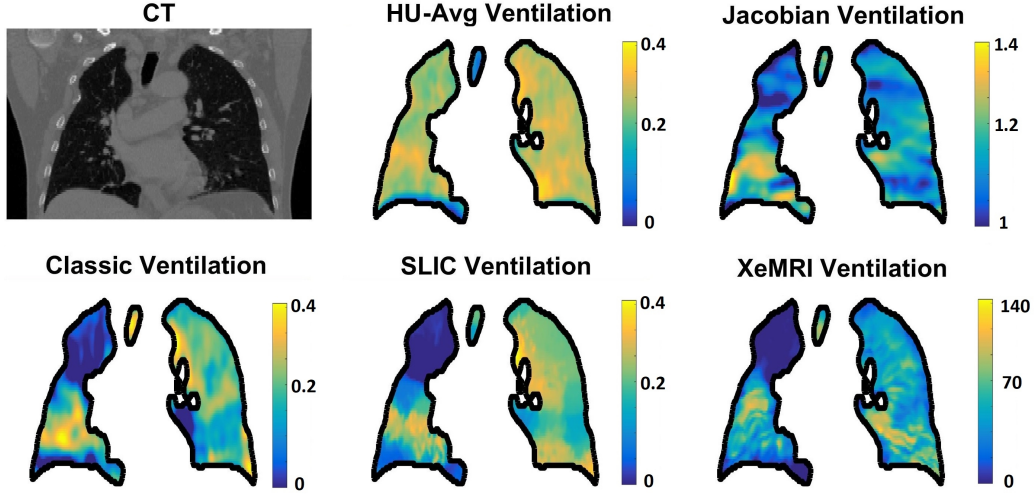 CT
HU-Avg Ventilation
Jacobian Ventilation
0.4
0.2
0
1.4
1.2
1
Classic Ventilation
SLIC Ventilation
XeMRI Ventilation
0.4
0.2
0
0.4
0.2
0
140
70
0